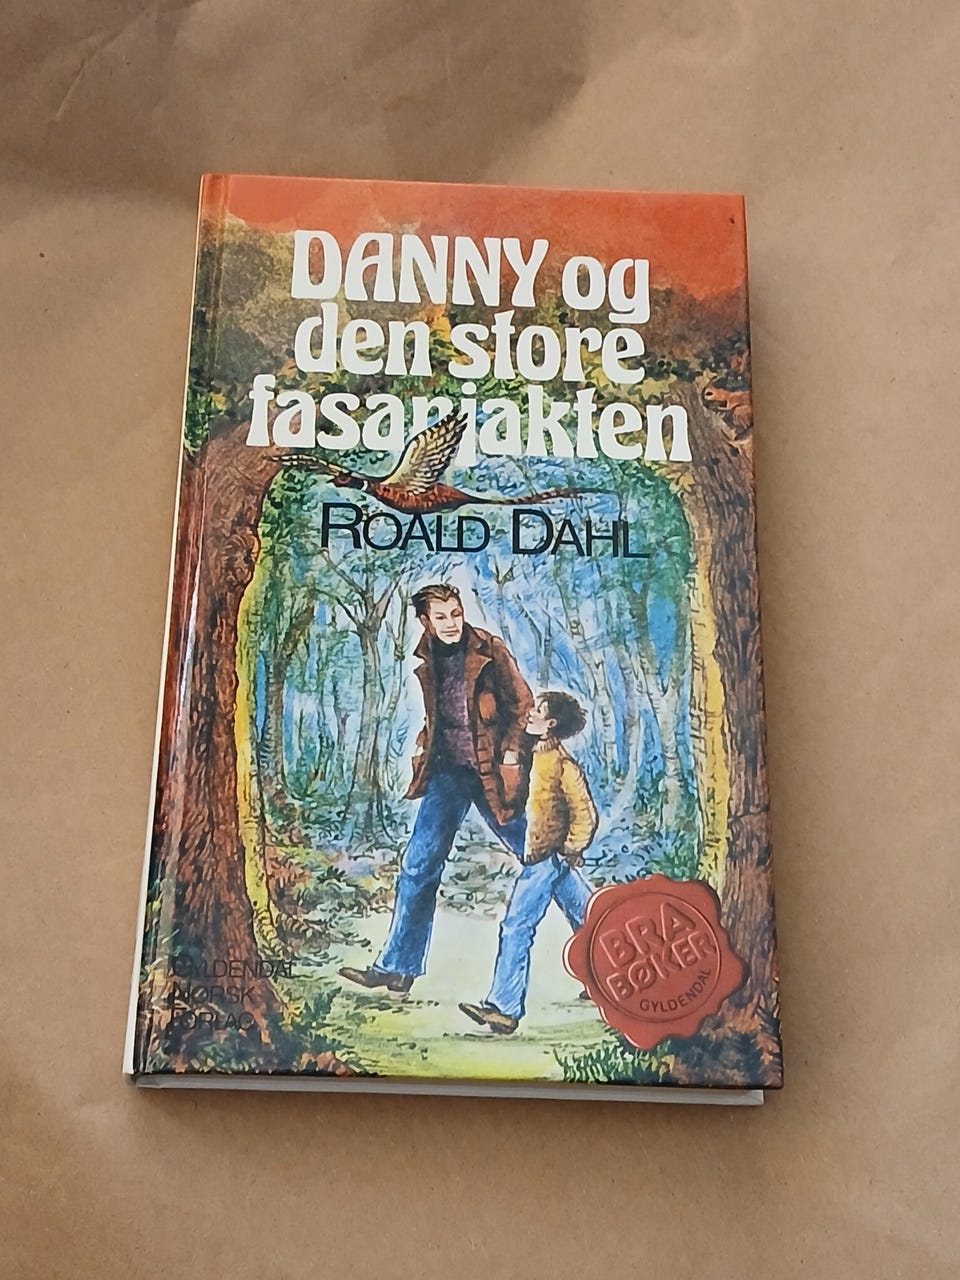 DANNY og
den store
fasanjakten
ROALD DAHL
GYLDENDAL
NORSK
FORLAG
BRA
BØKER
GYLDENDAL